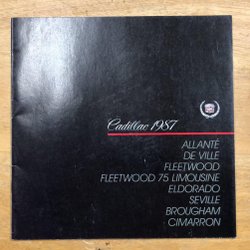 Cadillac 1987
ALLANTÉ
DE VILLE
FLEETWOOD
FLEETWOOD 75 LIMOUSINE
ELDORADO
SEVILLE
BROUGHAM
CIMARRON